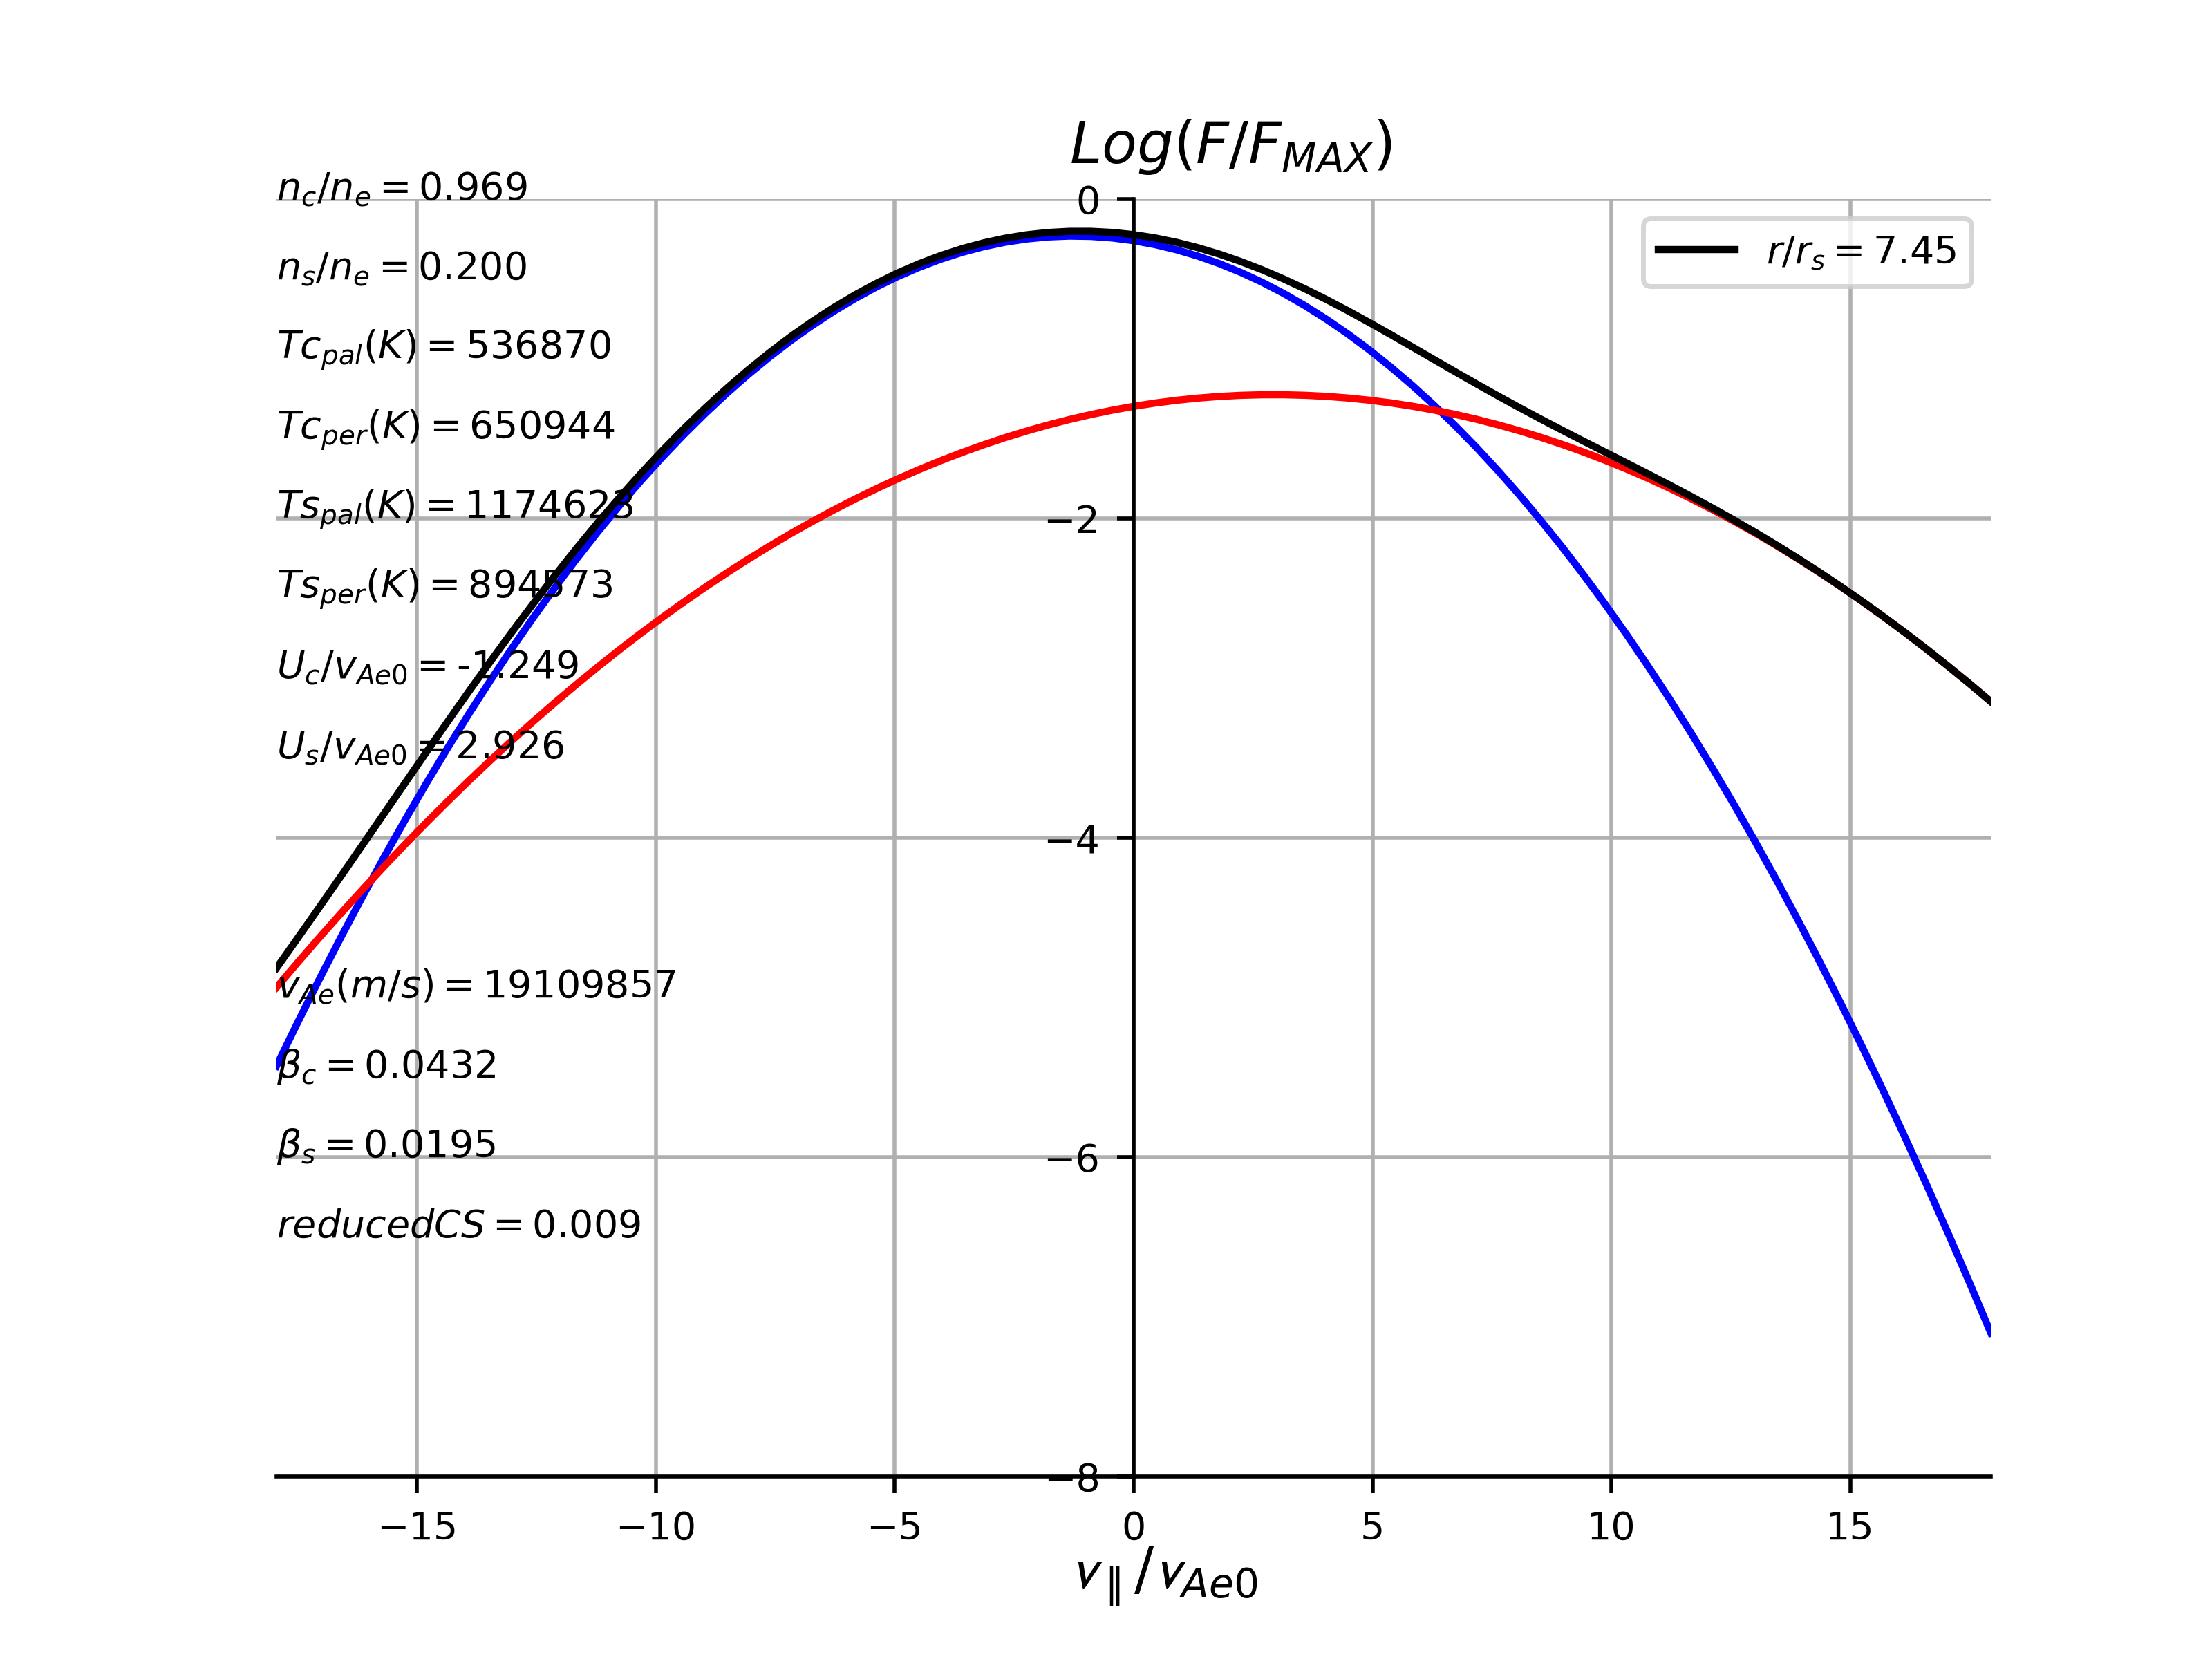 Log(F/F_MAX)
n_c/n_e = 0.969
n_s/n_e = 0.200
Tc_pal(K) = 536870
Tc_per(K) = 650944
Ts_pal(K) = 1174623
Ts_per(K) = 894573
U_c/v_Ae0 = -1.249
U_s/v_Ae0 = 2.926
v_Ae(m/s) = 19109857
β_c = 0.0432
β_s = 0.0195
reducedCS = 0.009
r/r_s = 7.45
0
−2
−4
−6
−8
−15 −10 −5 0 5 10 15
v_∥/v_Ae0